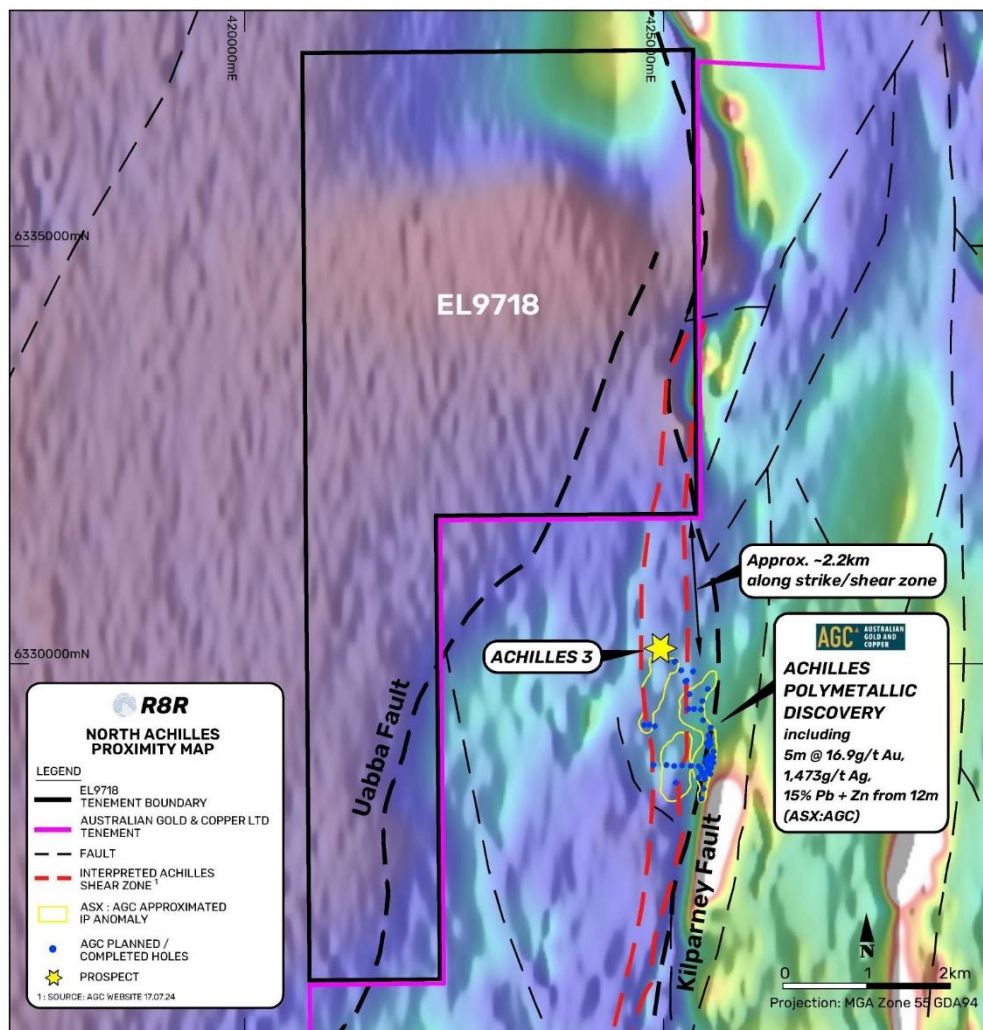 420000mE
425000mE
6335000mN
EL9718
Approx. ~2.2km
along strike/shear zone
AGC
AUSTRALIAN
GOLD AND
COPPER
ACHILLES
POLYMETALLIC
DISCOVERY
including
5m @ 16.9g/t Au,
1,473g/t Ag,
15% Pb + Zn from 12m
(ASX:AGC)
ACHILLES 3
6330000mN
Uabba Fault
Kilparney Fault
R8R
NORTH ACHILLES
PROXIMITY MAP
LEGEND
EL9718
TENEMENT BOUNDARY
AUSTRALIAN GOLD & COPPER LTD
TENEMENT
FAULT
INTERPRETED ACHILLES
SHEAR ZONE 1
ASX : AGC APPROXIMATED
IP ANOMALY
AGC PLANNED /
COMPLETED HOLES
PROSPECT
1 : SOURCE: AGC WEBSITE 17.07.24
N
0 1 2km
Projection: MGA Zone 55 GDA94